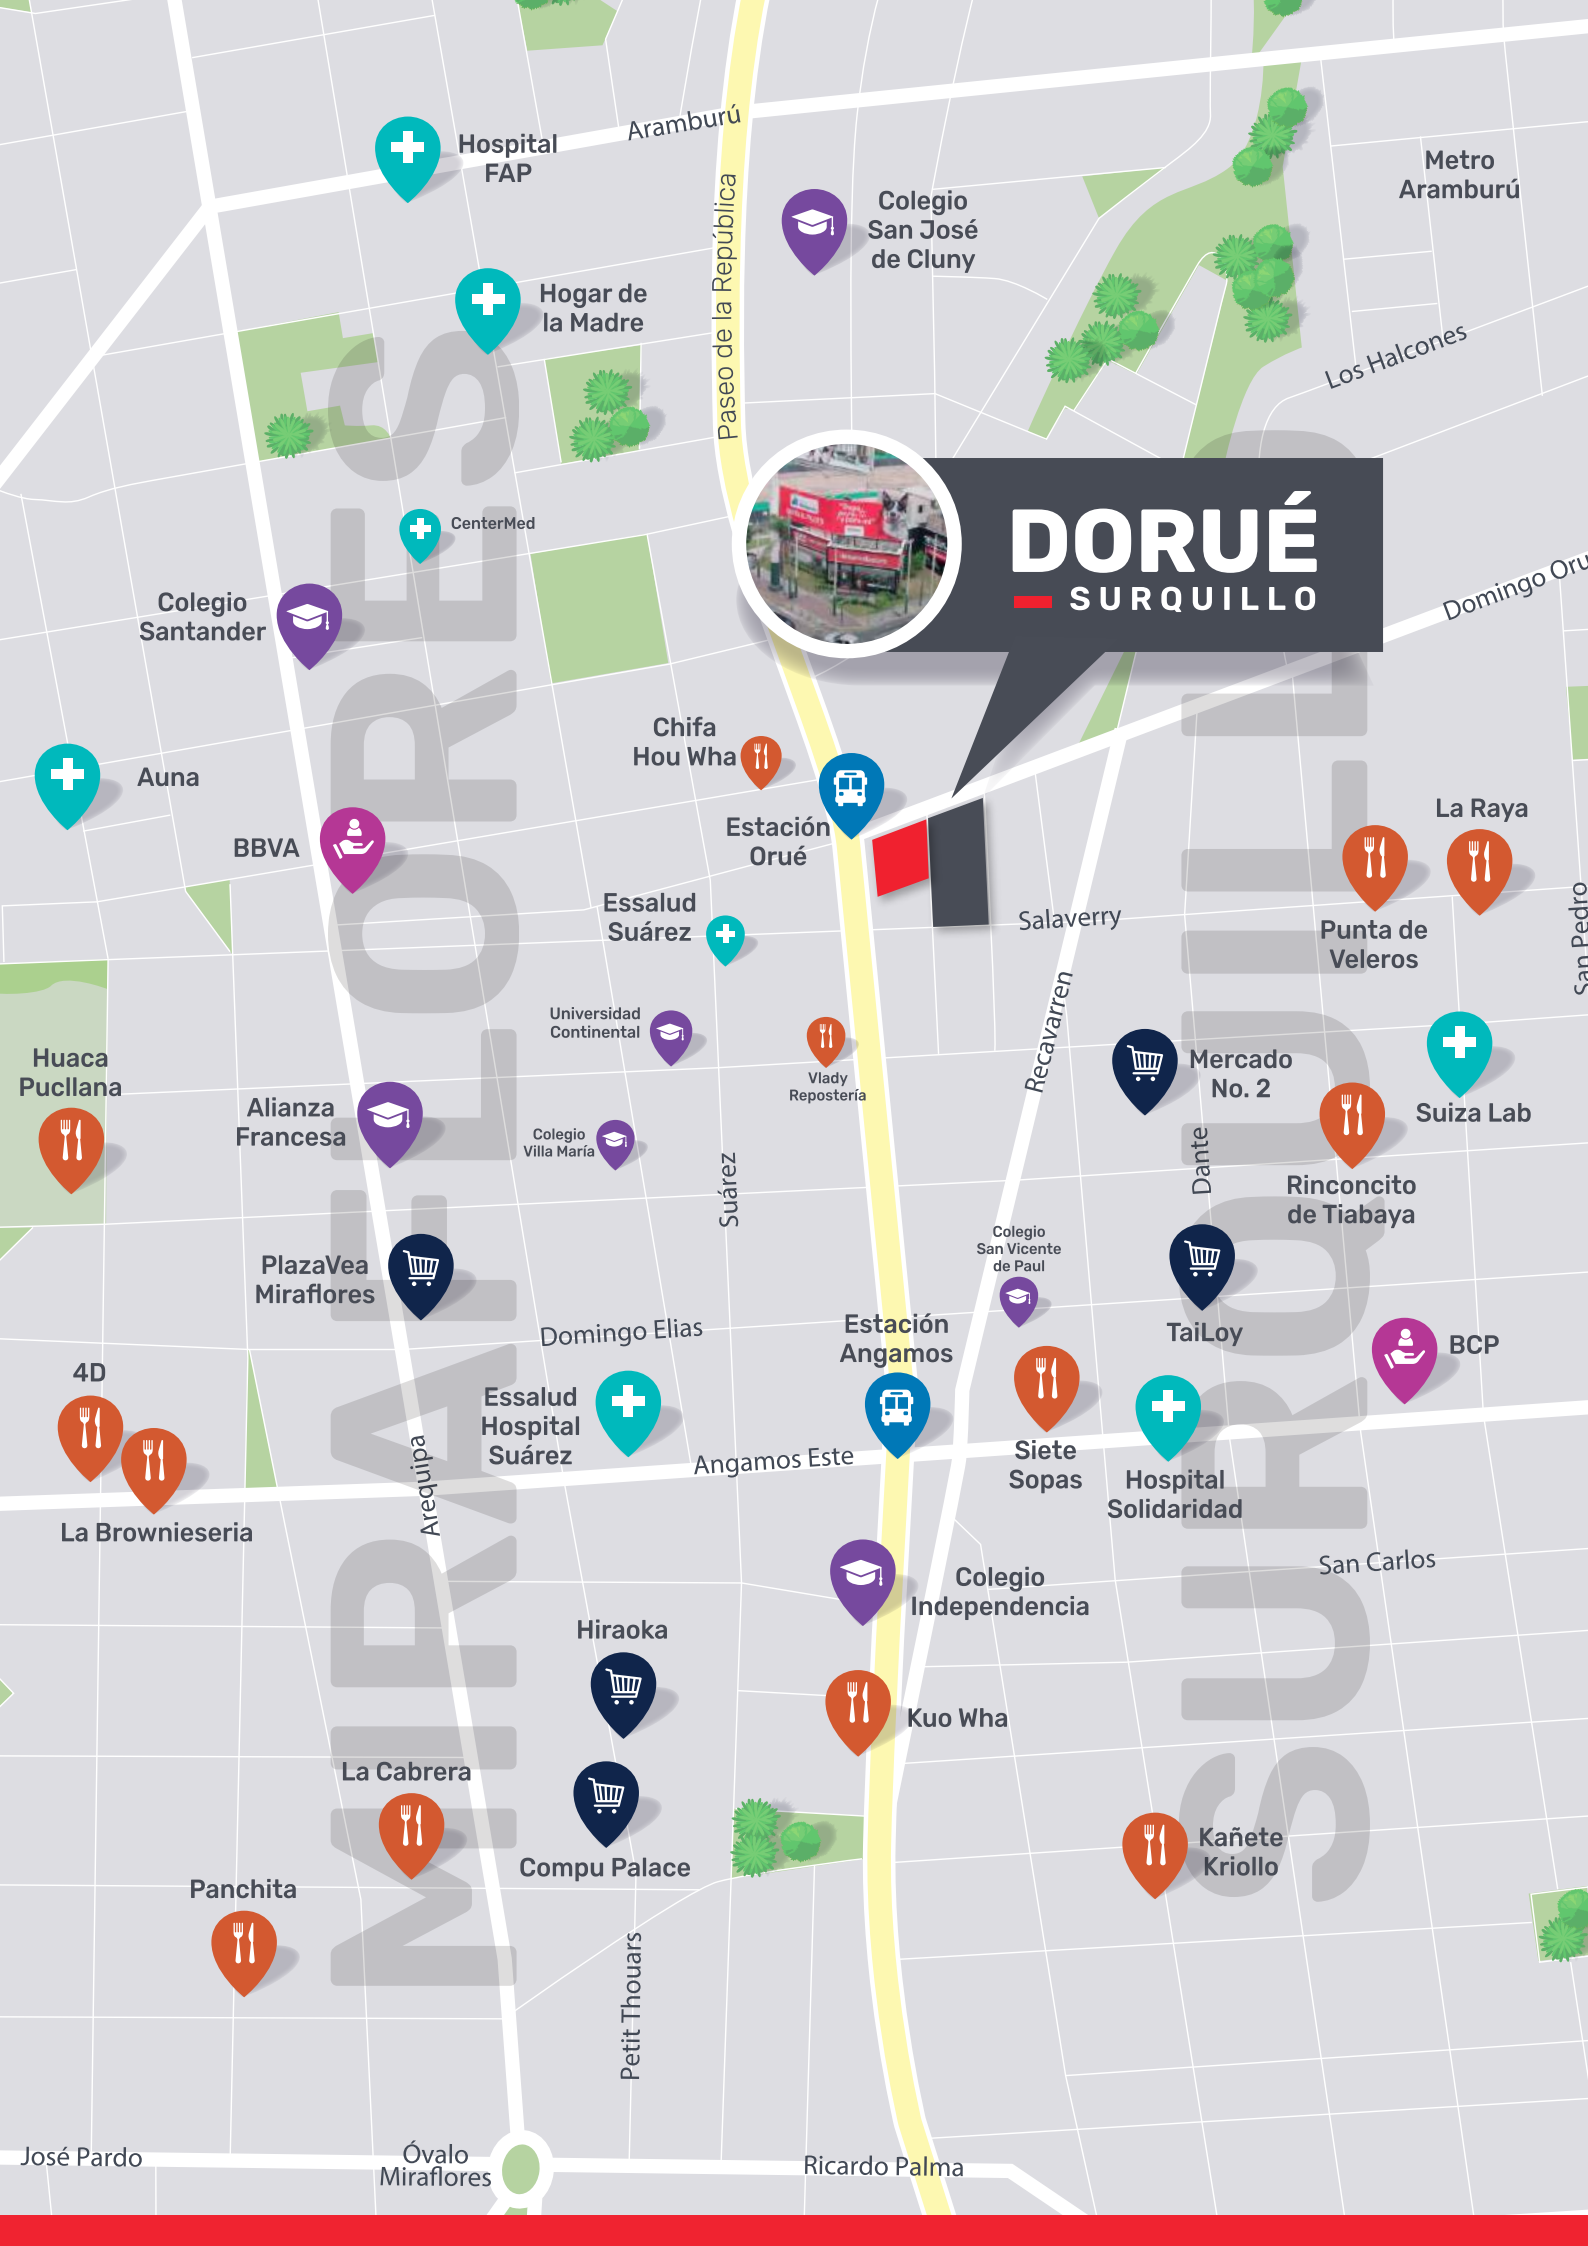 Aramburú
Hospital
FAP
Metro
Aramburú
Paseo de la República
Colegio
San José
de Cluny
Hogar de
la Madre
Los Halcones
CenterMed
DORUÉ
SURQUILLO
Domingo Oru
Colegio
Santander
Chifa
Hou Wha
Auna
BBVA
Estación
Orué
La Raya
Essalud
Suárez
Salaverry
Punta de
Veleros
San Pedro
Universidad
Continental
Recavarren
Huaca
Pucllana
Vlady
Repostería
Mercado
No. 2
Alianza
Francesa
Suiza Lab
Colegio
Villa María
Dante
Suárez
Rinconcito
de Tiabaya
PlazaVea
Miraflores
Colegio
San Vicente
de Paul
Domingo Elias
Estación
Angamos
TaiLoy
BCP
4D
Essalud
Hospital
Suárez
Arequipa
Angamos Este
Siete
Sopas
Hospital
Solidaridad
La Brownieseria
San Carlos
Colegio
Independencia
Hiraoka
Kuo Wha
La Cabrera
Compu Palace
Kañete
Kriollo
Panchita
Petit Thouars
José Pardo
Óvalo
Miraflores
Ricardo Palma
MIRAFLORES
SURQUILLO